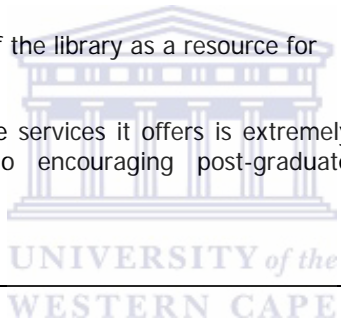 f the library as a resource for
e services it offers is extremely
o encouraging post-graduate
UNIVERSITY of the
WESTERN CAPE